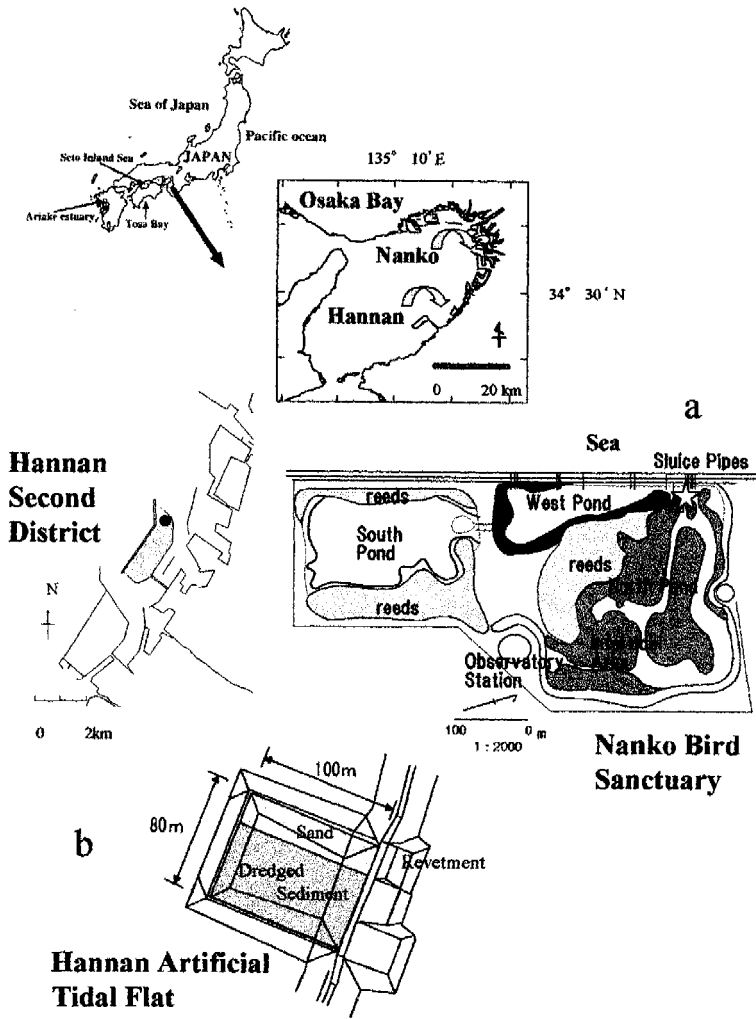 Sea of Japan
Pacific ocean
JAPAN
Seto Inland Sea
Ariake estuary,
Tosa Bay
135° 10′ E
Osaka Bay
Nanko
Hannan
34° 30′ N
0 20 km
a
Hannan
Second
District
N
0 2km
Sea
Sluice Pipes
reeds
West Pond
South
Pond
reeds
reeds
Pond
Observatory
Station
100 0 m
1 : 2000
Nanko Bird
Sanctuary
b
100m
80m
Sand
Dredged
Sediment
Revetment
Hannan Artificial
Tidal Flat